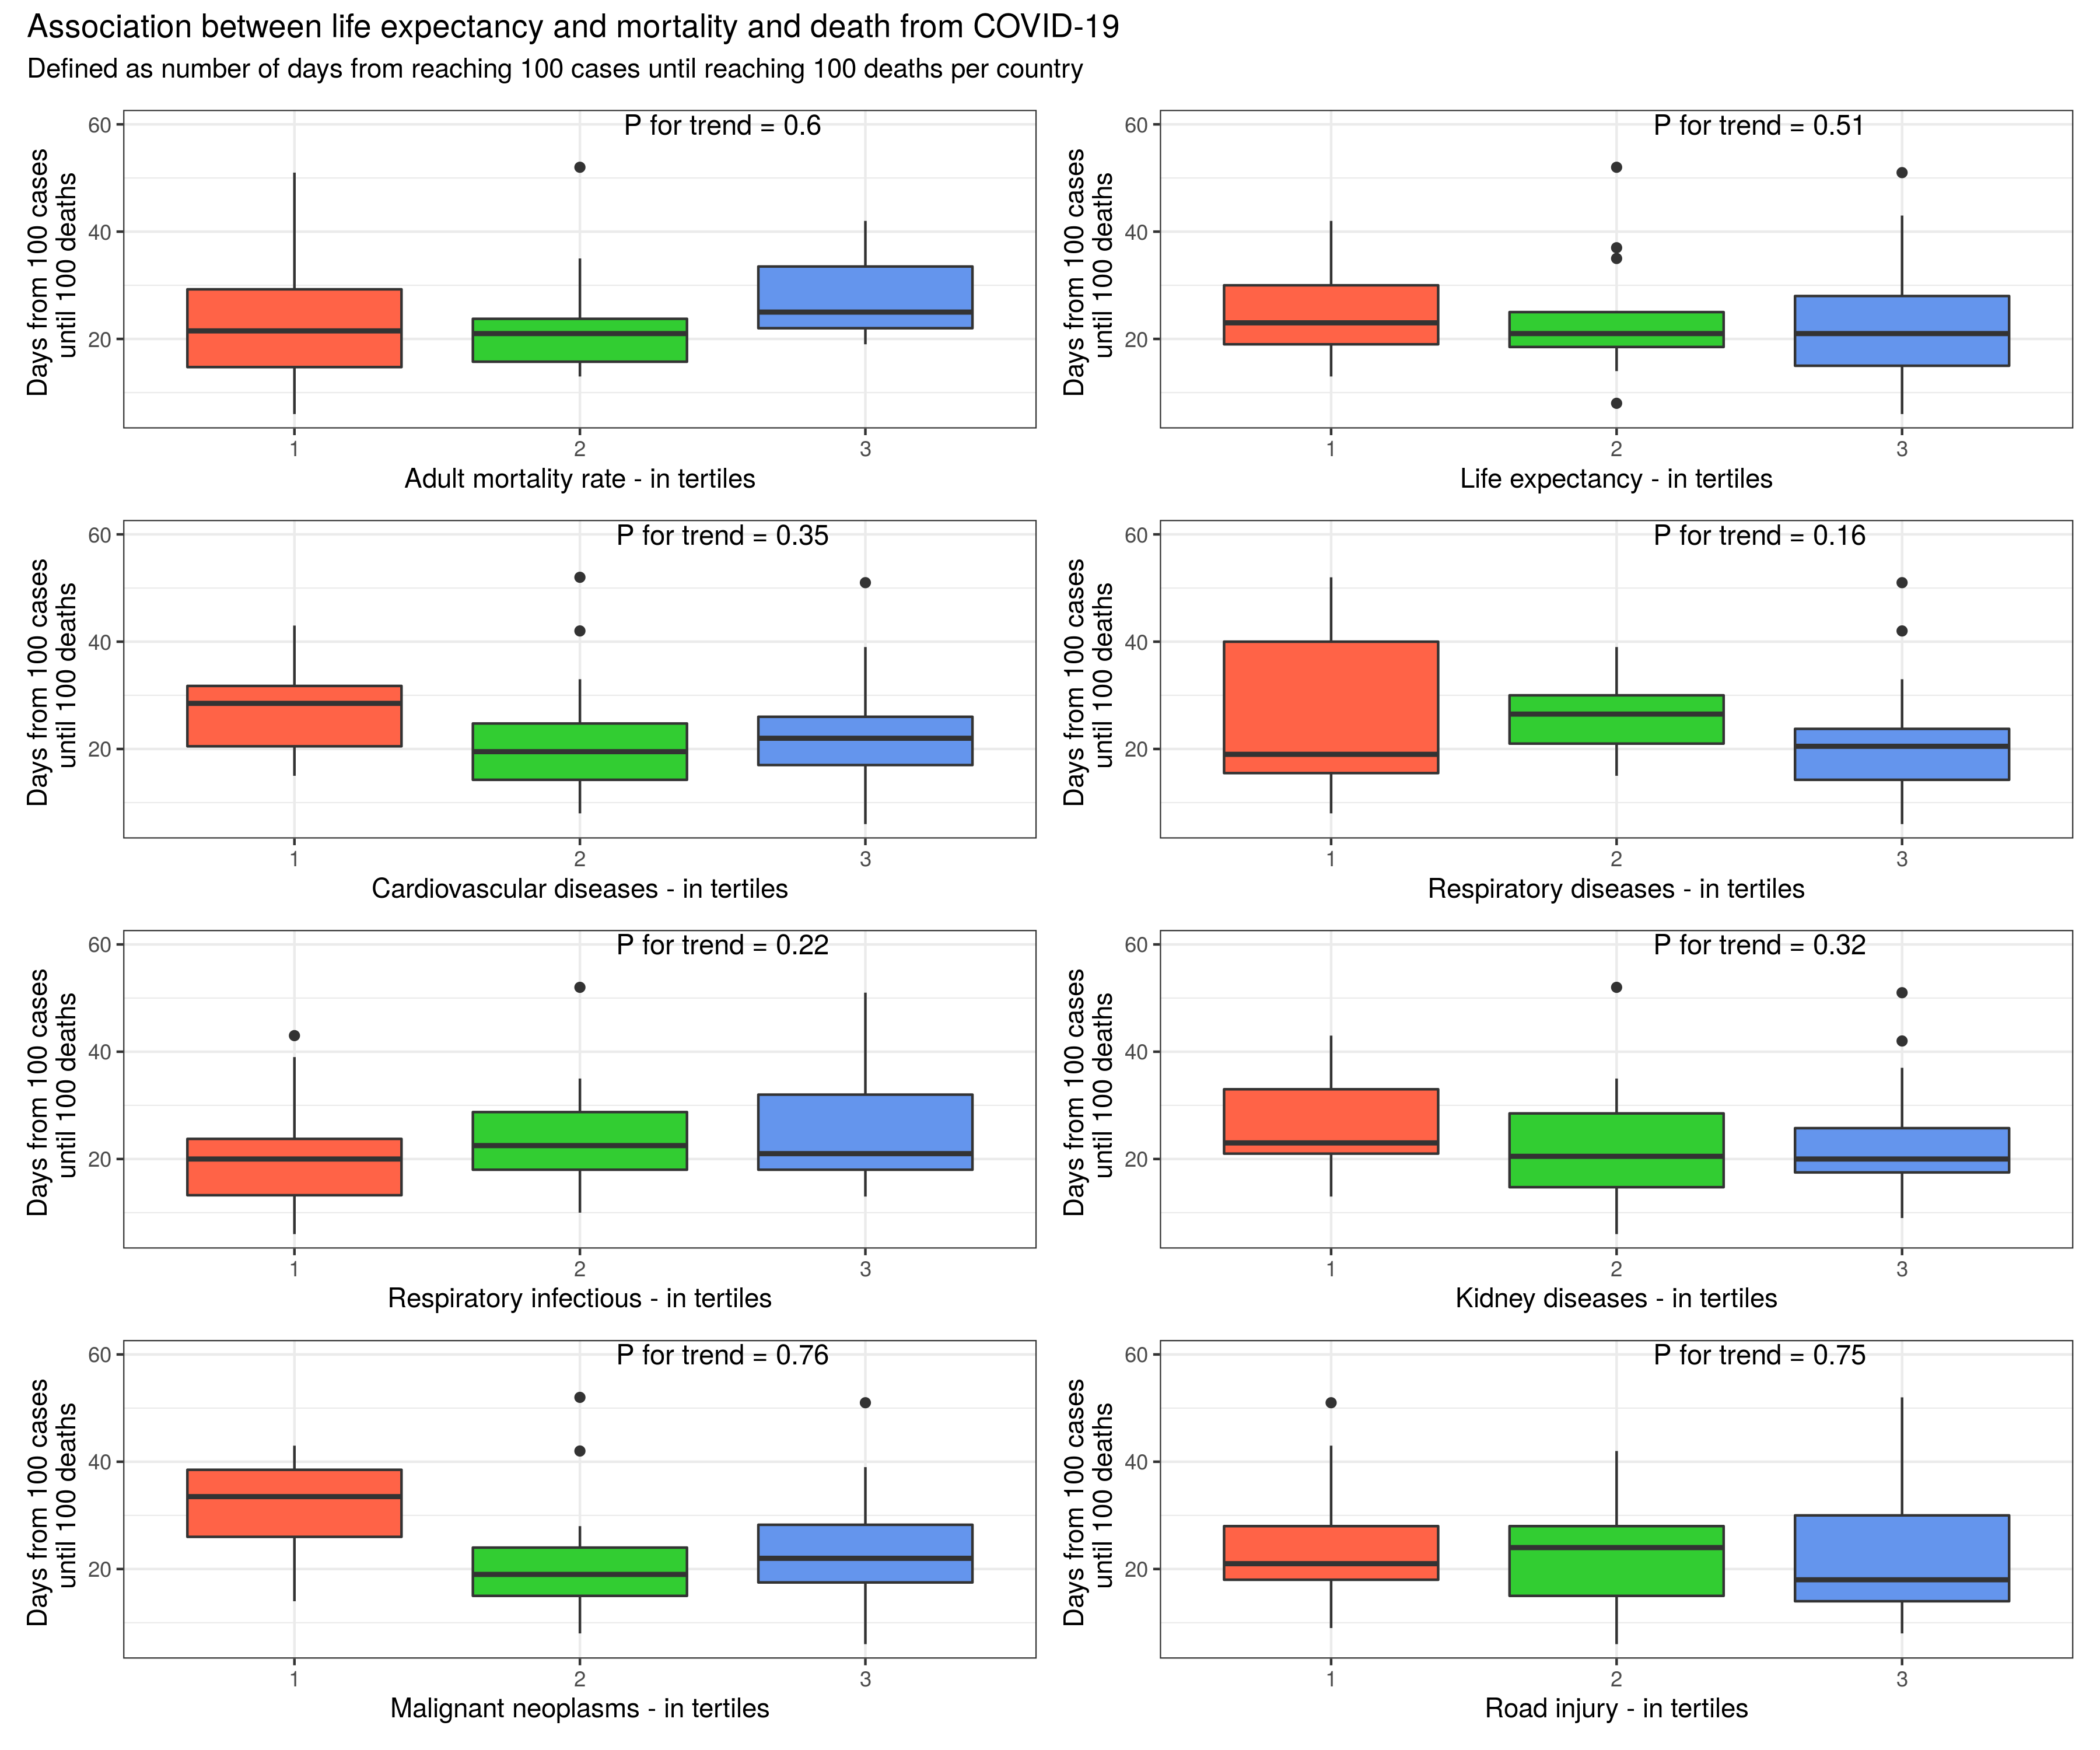 Association between life expectancy and mortality and death from COVID-19
Defined as number of days from reaching 100 cases until reaching 100 deaths per country
Days from 100 cases
until 100 deaths
60
40
20
P for trend = 0.6
1 2 3
Adult mortality rate - in tertiles
Days from 100 cases
until 100 deaths
60
40
20
P for trend = 0.51
1 2 3
Life expectancy - in tertiles
Days from 100 cases
until 100 deaths
60
40
20
P for trend = 0.35
1 2 3
Cardiovascular diseases - in tertiles
Days from 100 cases
until 100 deaths
60
40
20
P for trend = 0.16
1 2 3
Respiratory diseases - in tertiles
Days from 100 cases
until 100 deaths
60
40
20
P for trend = 0.22
1 2 3
Respiratory infectious - in tertiles
Days from 100 cases
until 100 deaths
60
40
20
P for trend = 0.32
1 2 3
Kidney diseases - in tertiles
Days from 100 cases
until 100 deaths
60
40
20
P for trend = 0.76
1 2 3
Malignant neoplasms - in tertiles
Days from 100 cases
until 100 deaths
60
40
20
P for trend = 0.75
1 2 3
Road injury - in tertiles